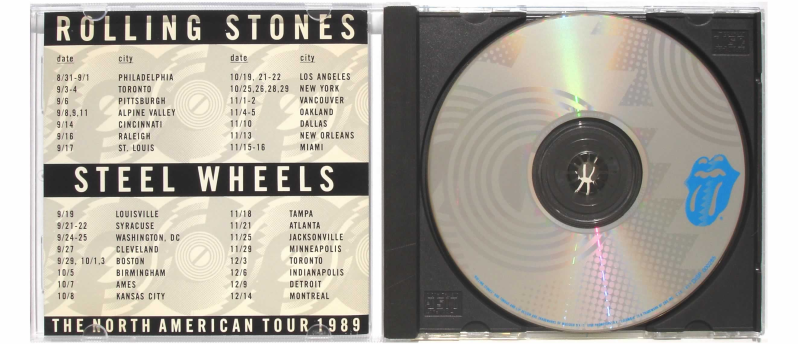 ROLLING STONES
date city date city
8/31-9/1 PHILADELPHIA 10/19, 21-22 LOS ANGELES
9/3-4 TORONTO 10/25,26,28,29 NEW YORK
9/6 PITTSBURGH 11/1-2 VANCOUVER
9/8,9,11 ALPINE VALLEY 11/4-5 OAKLAND
9/14 CINCINNATI 11/10 DALLAS
9/16 RALEIGH 11/13 NEW ORLEANS
9/17 ST. LOUIS 11/15-16 MIAMI
STEEL WHEELS
9/19 LOUISVILLE 11/18 TAMPA
9/21-22 SYRACUSE 11/21 ATLANTA
9/24-25 WASHINGTON, DC 11/25 JACKSONVILLE
9/27 CLEVELAND 11/29 MINNEAPOLIS
9/29, 10/1,3 BOSTON 12/3 TORONTO
10/5 BIRMINGHAM 12/6 INDIANAPOLIS
10/7 AMES 12/9 DETROIT
10/8 KANSAS CITY 12/14 MONTREAL
THE NORTH AMERICAN TOUR 1989